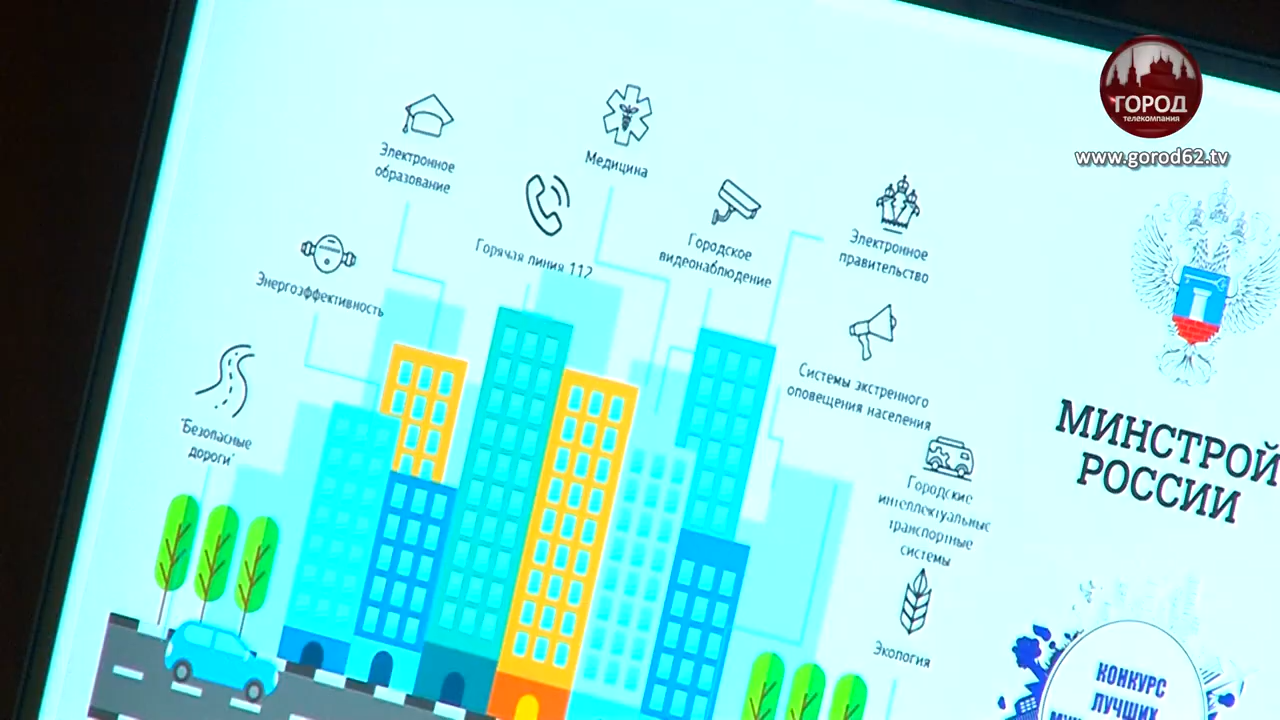 ГОРОД
телекомпания
www.gorod62.tv
Электронное
образование
Медицина
Горячая линия 112
Городское
видеонаблюдение
Электронное
правительство
Энергоэффективность
Системы экстренного
оповещения населения
"Безопасные
дороги"
Городские
интеллектуальные
транспортные
системы
Экология
МИНСТРОЙ
РОССИИ
КОНКУРС
ЛУЧШИХ